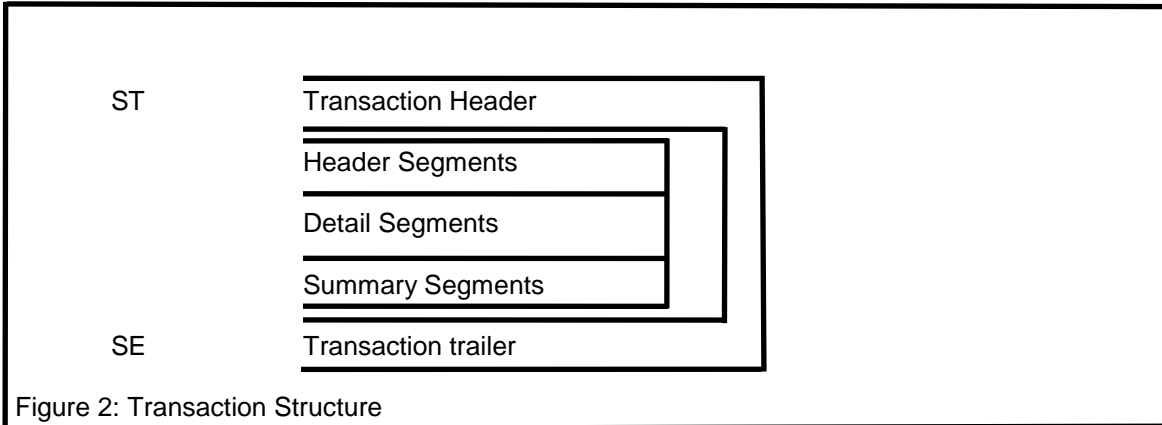 ST Transaction Header
Header Segments
Detail Segments
Summary Segments
SE Transaction trailer
Figure 2: Transaction Structure